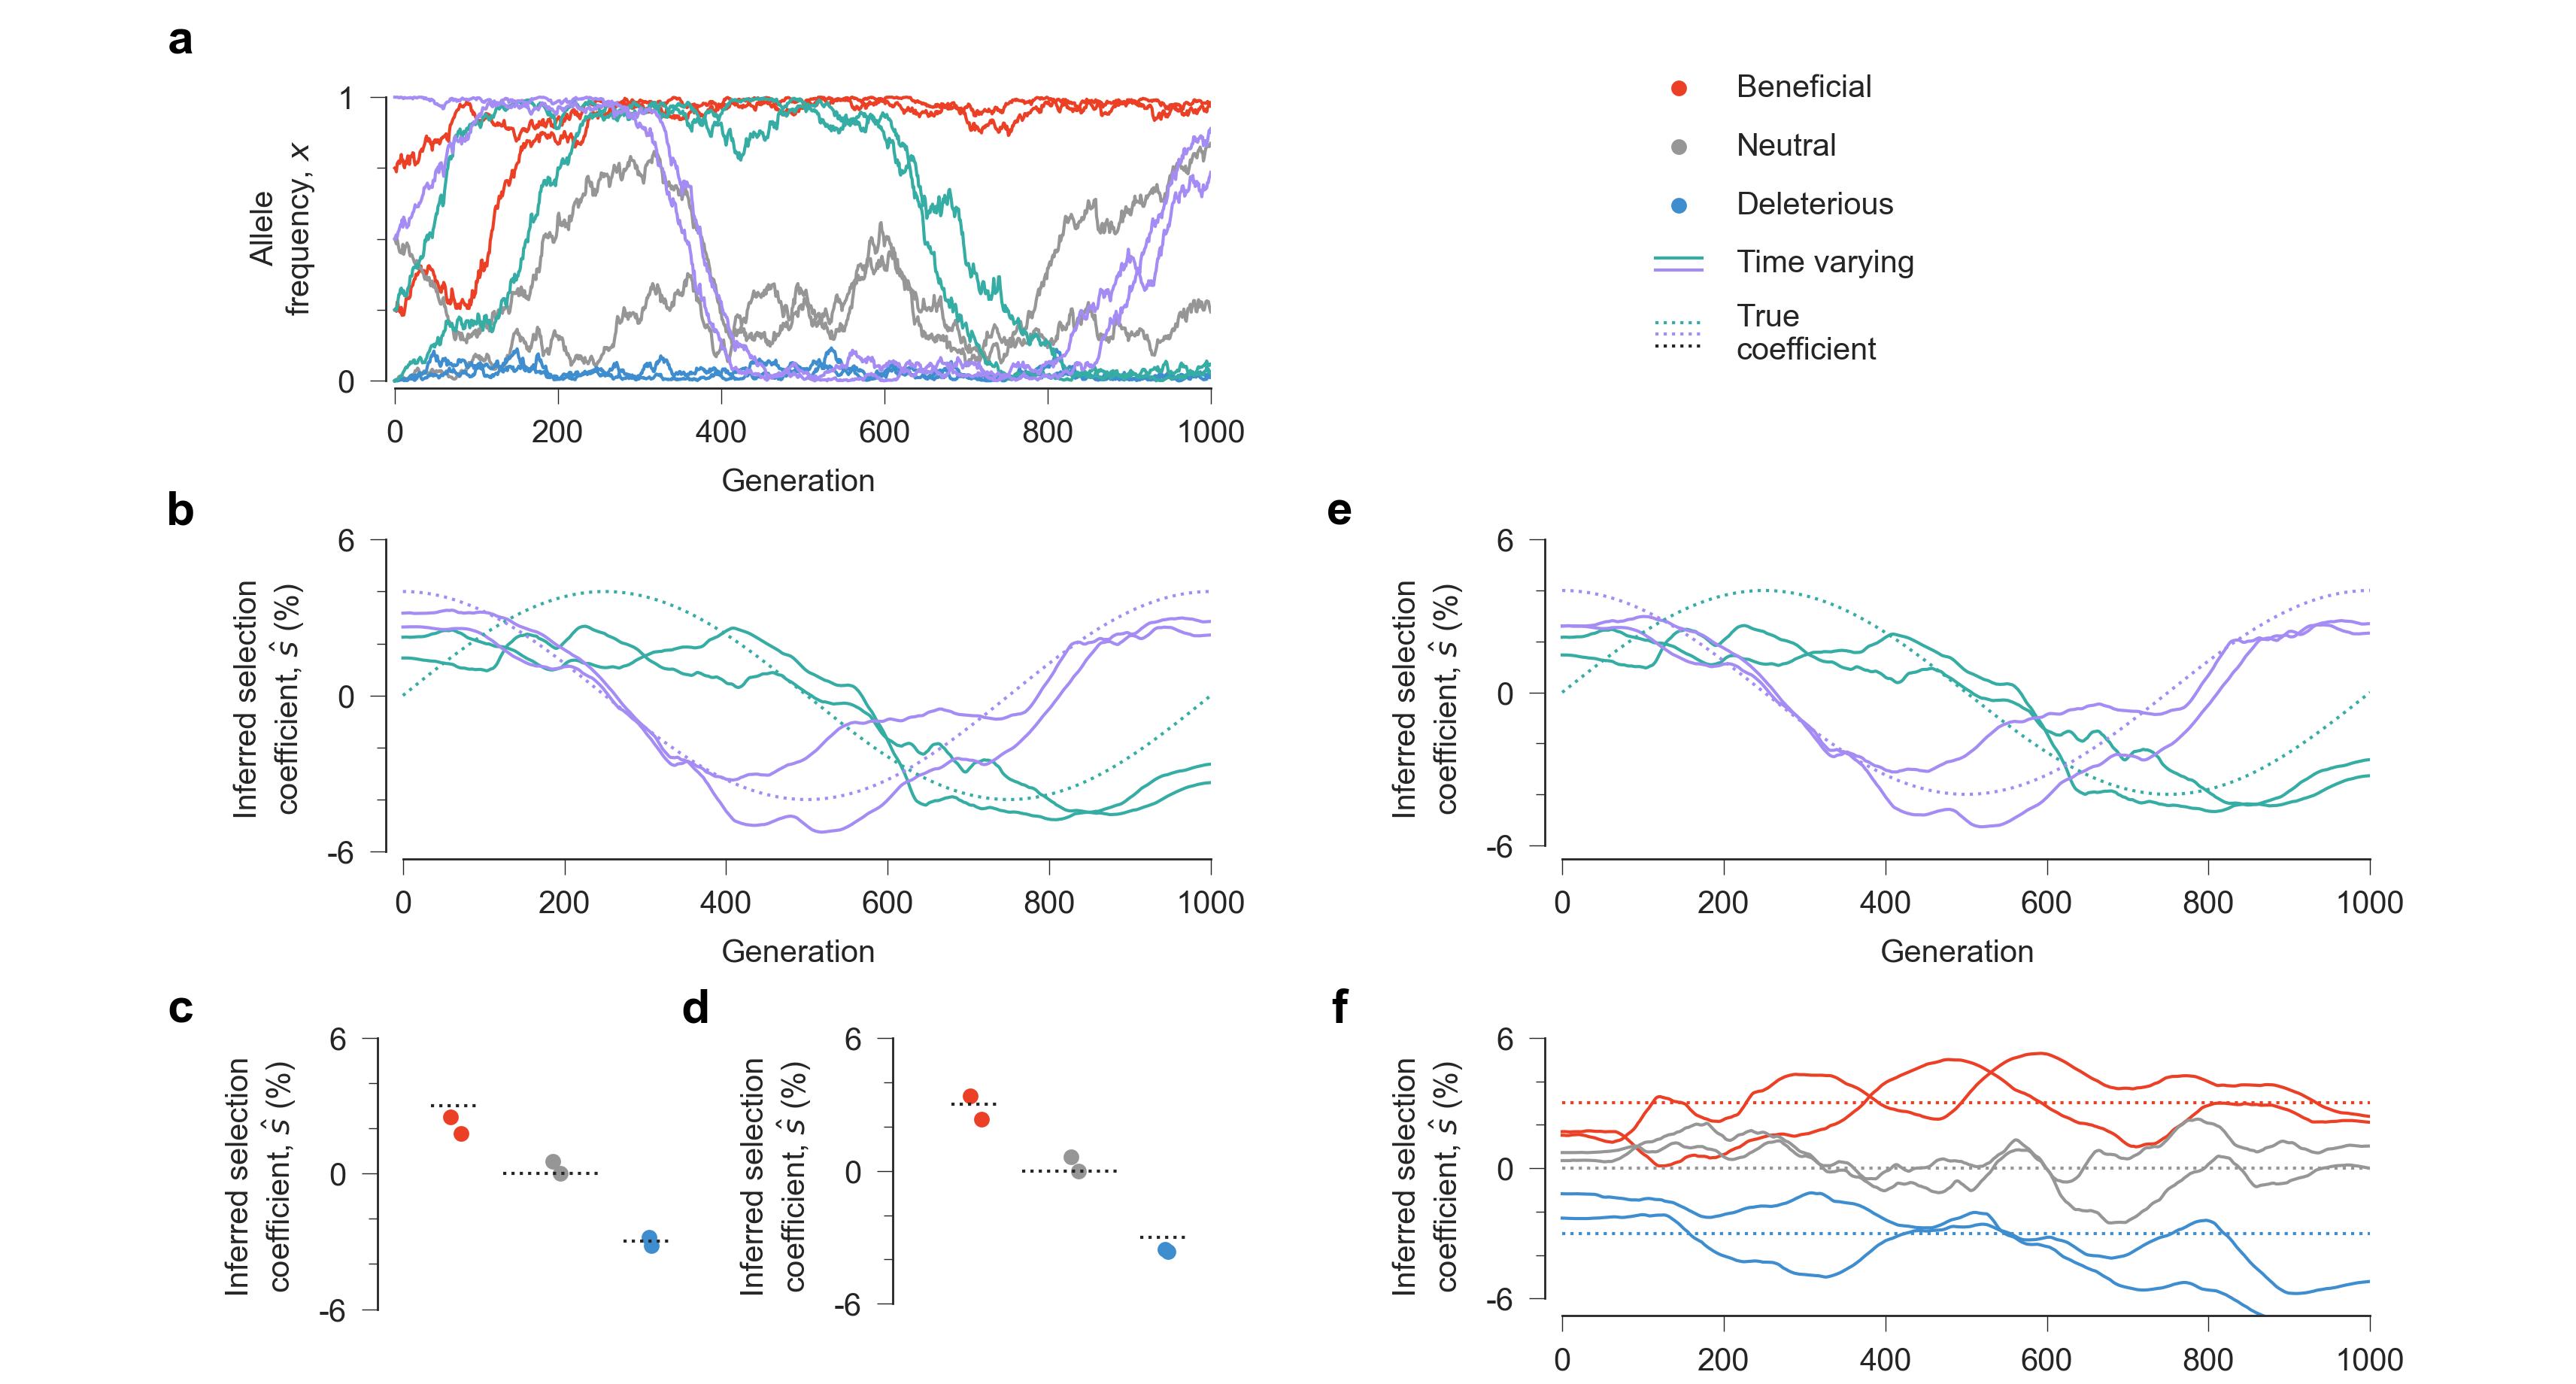 a
1
0
Allele
frequency, x
0 200 400 600 800 1000
Generation
Beneficial
Neutral
Deleterious
Time varying
True
coefficient
b
6
0
-6
Inferred selection
coefficient, ŝ (%)
0 200 400 600 800 1000
Generation
e
6
0
-6
Inferred selection
coefficient, ŝ (%)
0 200 400 600 800 1000
Generation
c
6
0
-6
Inferred selection
coefficient, ŝ (%)
d
6
0
-6
Inferred selection
coefficient, ŝ (%)
f
6
0
-6
Inferred selection
coefficient, ŝ (%)
0 200 400 600 800 1000